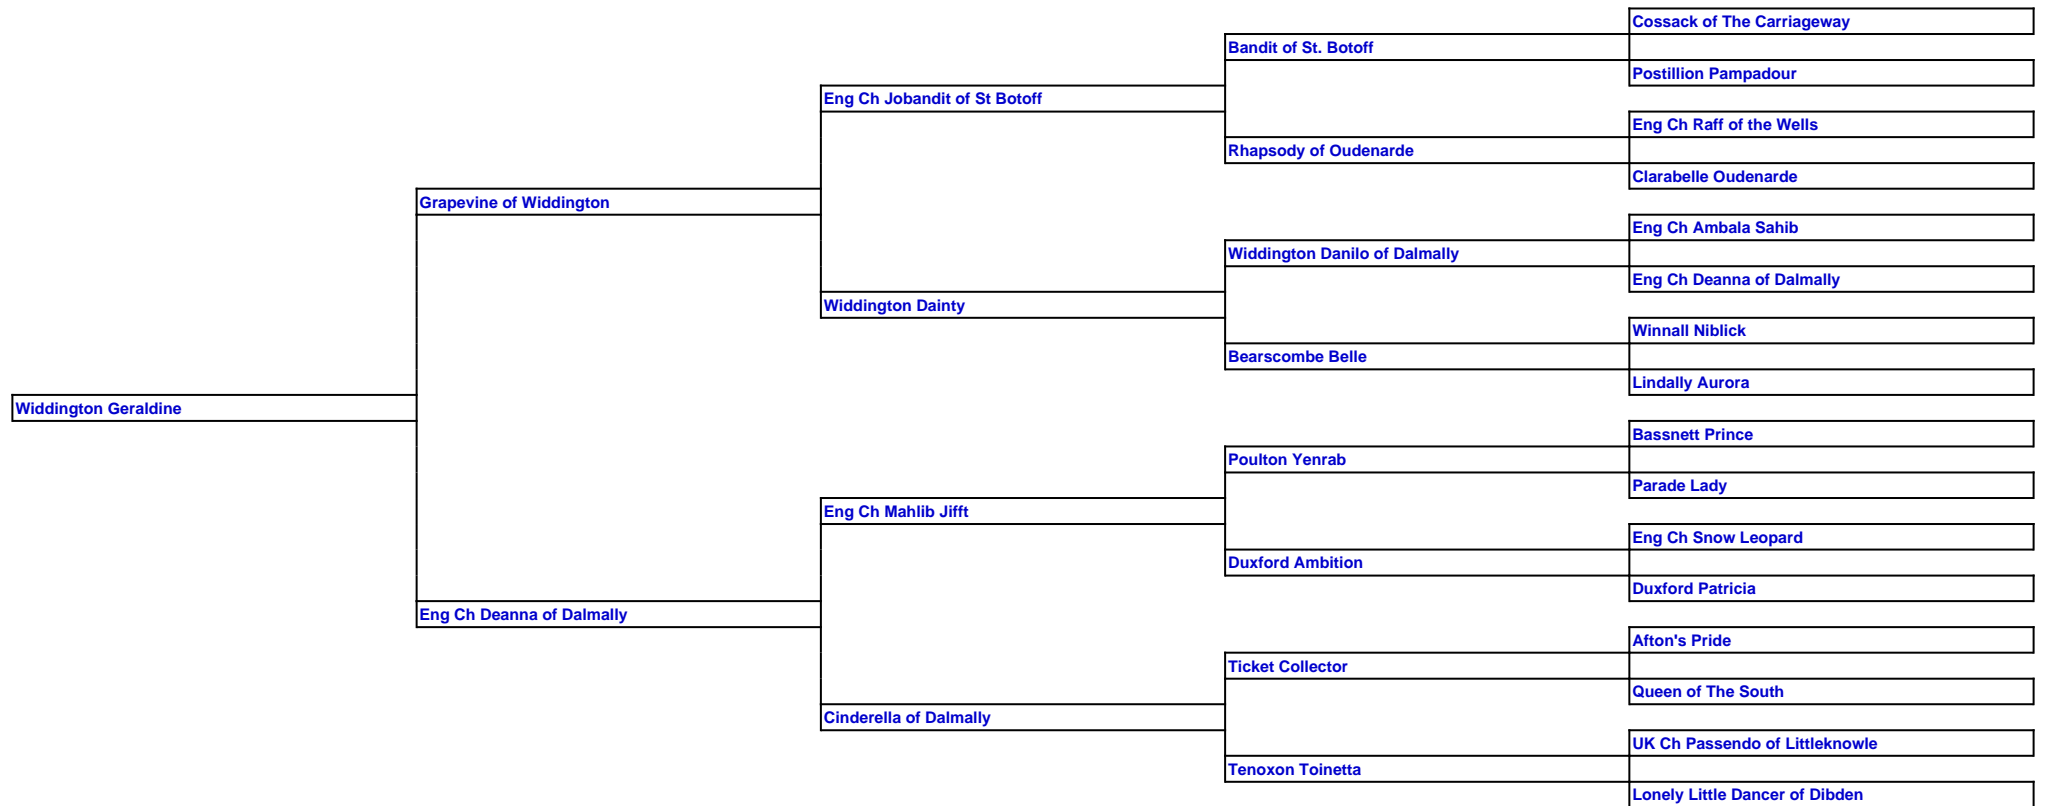 Cossack of The Carriageway
Bandit of St. Botoff
Postillion Pampadour
Eng Ch Jobandit of St Botoff
Eng Ch Raff of the Wells
Rhapsody of Oudenarde
Clarabelle Oudenarde
Grapevine of Widdington
Eng Ch Ambala Sahib
Widdington Danilo of Dalmally
Eng Ch Deanna of Dalmally
Widdington Dainty
Winnall Niblick
Bearscombe Belle
Lindally Aurora
Widdington Geraldine
Bassnett Prince
Poulton Yenrab
Parade Lady
Eng Ch Mahlib Jifft
Eng Ch Snow Leopard
Duxford Ambition
Duxford Patricia
Eng Ch Deanna of Dalmally
Afton's Pride
Ticket Collector
Queen of The South
Cinderella of Dalmally
UK Ch Passendo of Littleknowle
Tenoxon Toinetta
Lonely Little Dancer of Dibden